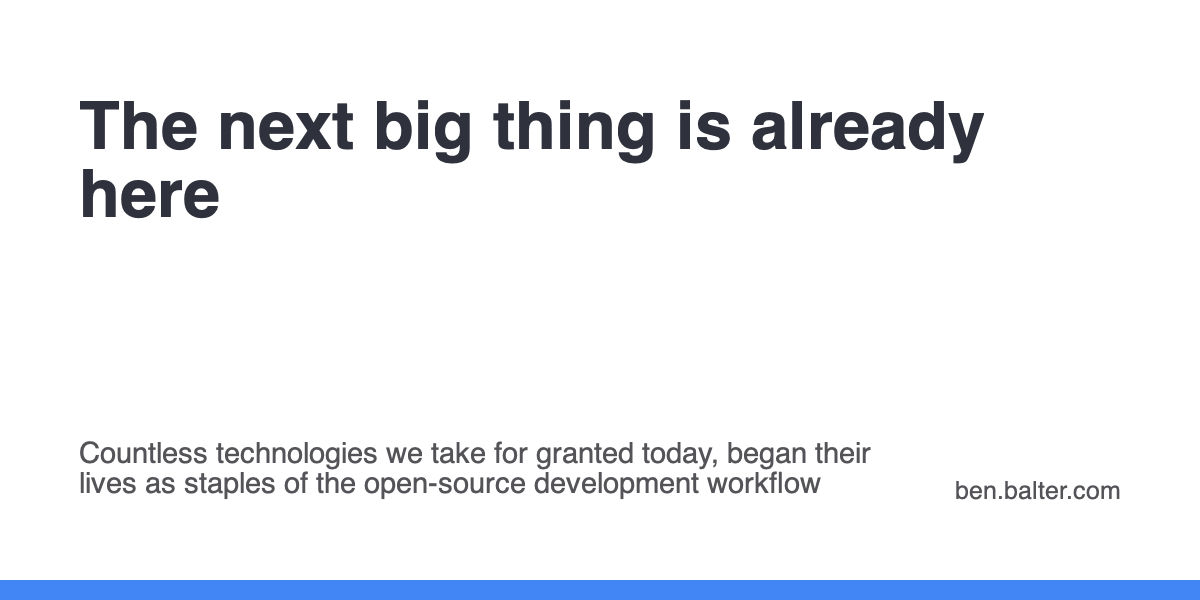 The next big thing is already
here
Countless technologies we take for granted today, began their
lives as staples of the open-source development workflow
ben.balter.com